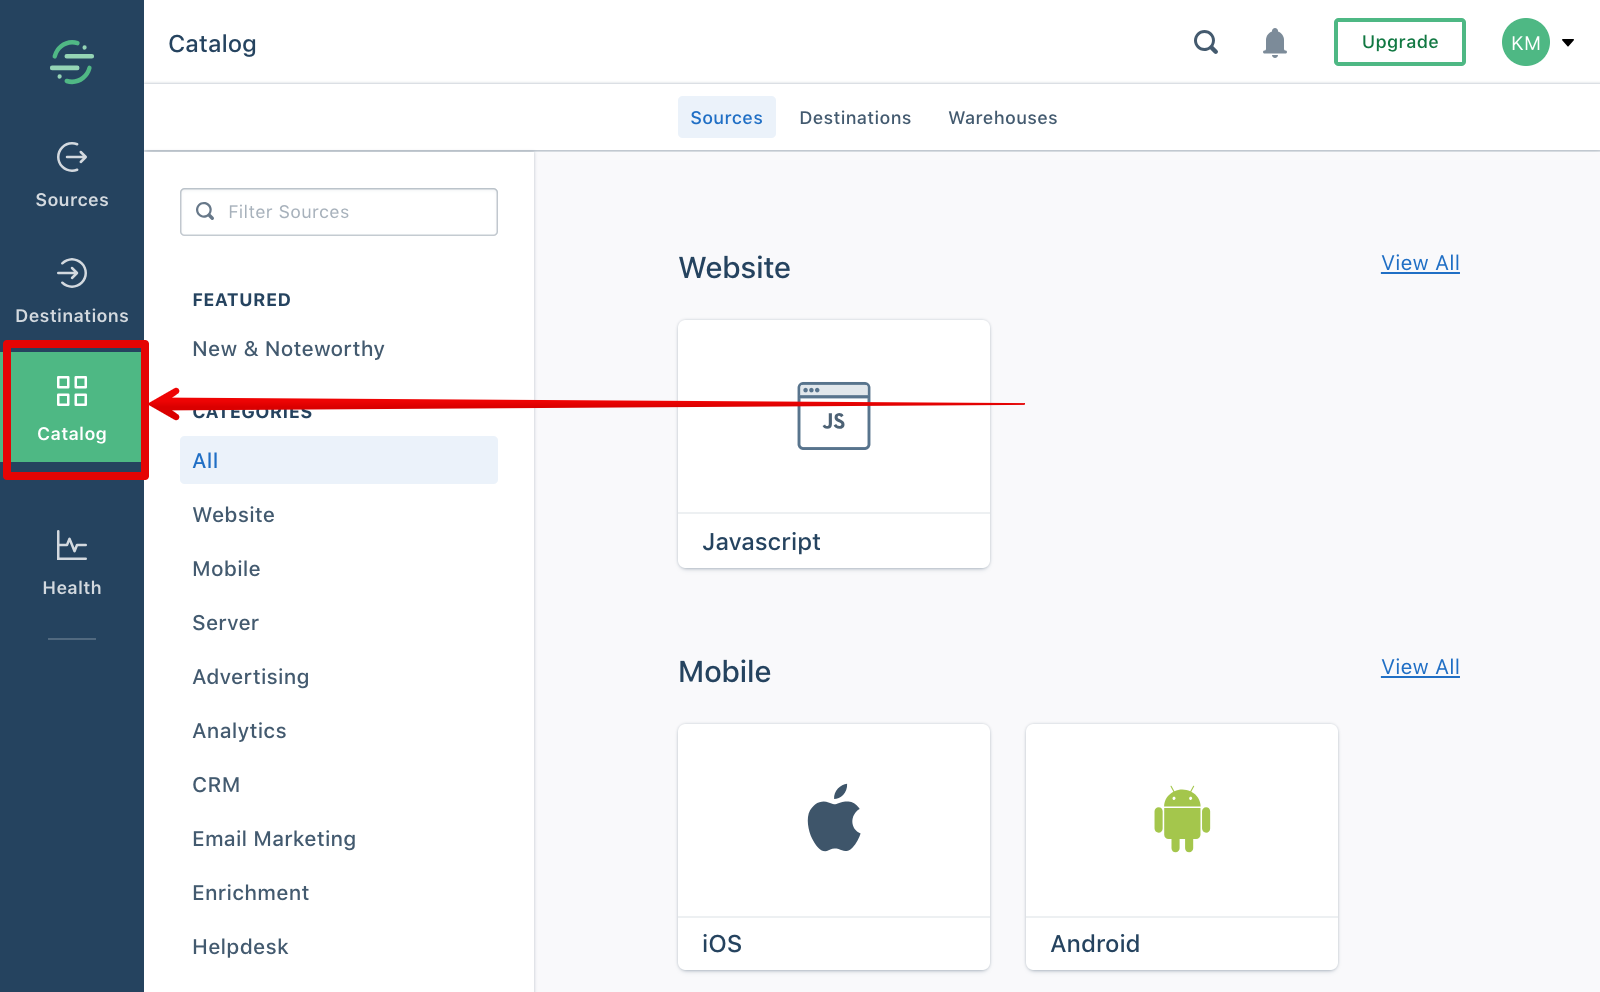 Catalog
Upgrade
KM
Sources
Destinations
Warehouses
Sources
Destinations
Catalog
Health
Filter Sources
FEATURED
New & Noteworthy
CATEGORIES
All
Website
Mobile
Server
Advertising
Analytics
CRM
Email Marketing
Enrichment
Helpdesk
Website
View All
JS
Javascript
Mobile
View All
iOS
Android